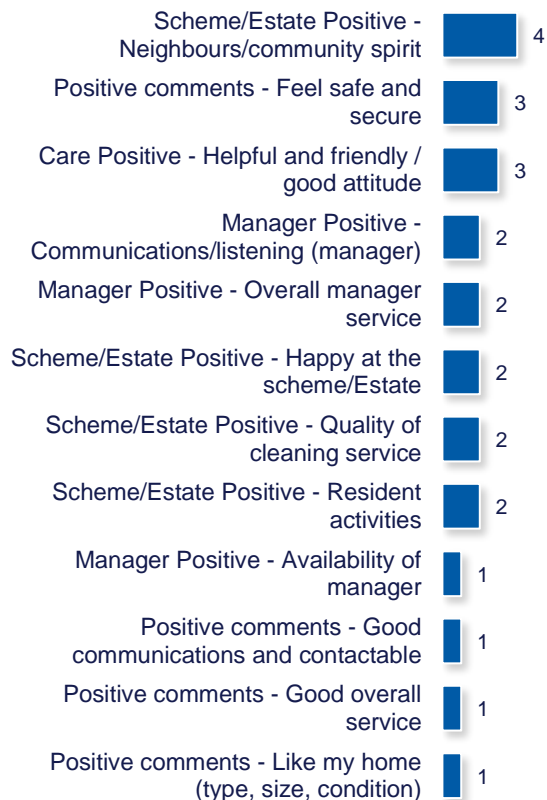 Scheme/Estate Positive -
Neighbours/community spirit
4
Positive comments - Feel safe and
secure
3
Care Positive - Helpful and friendly /
good attitude
3
Manager Positive -
Communications/listening (manager)
2
Manager Positive - Overall manager
service
2
Scheme/Estate Positive - Happy at the
scheme/Estate
2
Scheme/Estate Positive - Quality of
cleaning service
2
Scheme/Estate Positive - Resident
activities
2
Manager Positive - Availability of
manager
1
Positive comments - Good
communications and contactable
1
Positive comments - Good overall
service
1
Positive comments - Like my home
(type, size, condition)
1